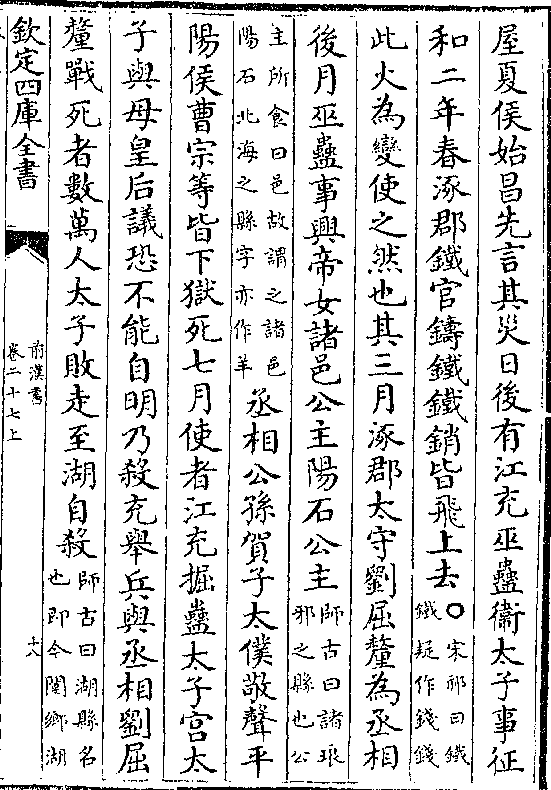 屋夏侯始昌先言其災日後有江充巫蠱衛太子事征
和二年春涿郡鐵官鑄鐵鐵銷皆飛上去○宋祁曰鐵鐵疑作錢錢
此火為變使之然也其三月涿郡太守劉屈釐為丞相
後月巫蠱事興帝女諸邑公主陽石公主師古曰諸琅邪之縣也公
主所食曰邑故謂之諸邑陽石北海之縣字亦作羊丞相公孫賀子太僕敬聲平
陽侯曹宗等皆下獄死七月使者江充掘蠱太子宮太
子與母皇后議恐不能自明乃殺充舉兵與丞相劉屈
釐戰死者數萬人太子敗走至湖自殺師古曰湖縣名也即今閿鄉湖
欽定四庫全書
前漢書
卷二十七上
十八